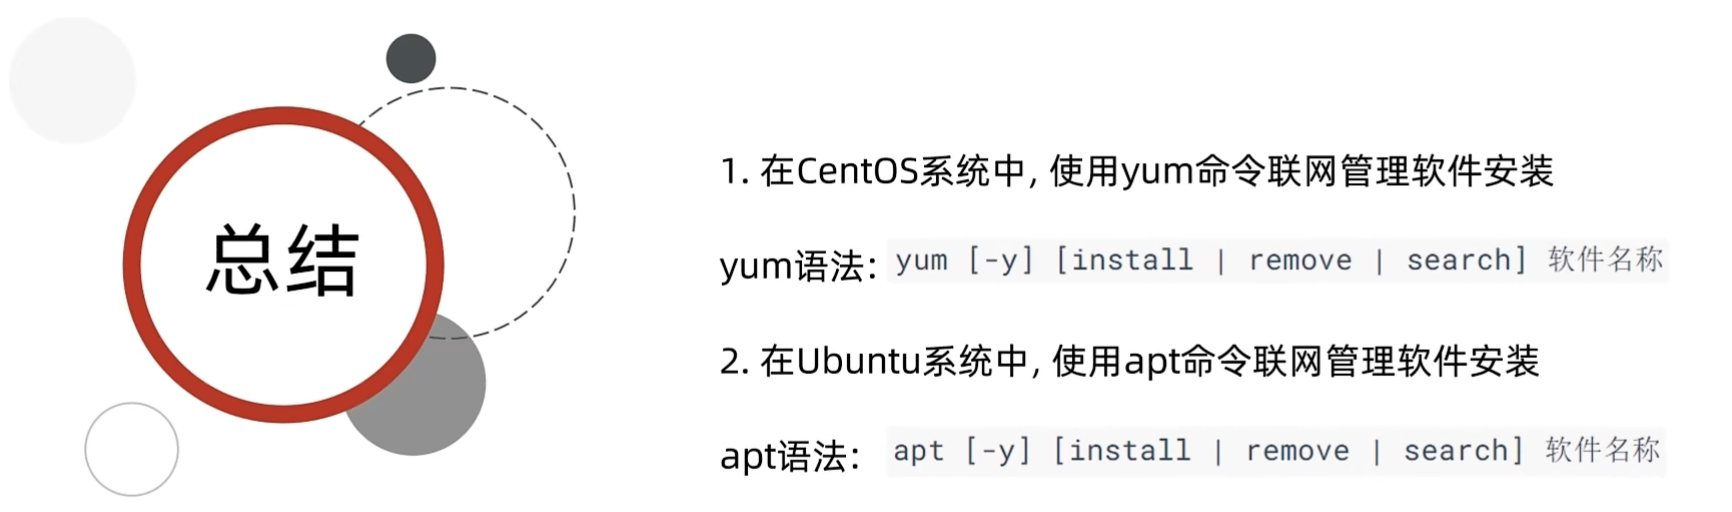 总结
1. 在CentOS系统中, 使用yum命令联网管理软件安装
yum语法: yum [-y] [install | remove | search] 软件名称
2. 在Ubuntu系统中, 使用apt命令联网管理软件安装
apt语法: apt [-y] [install | remove | search] 软件名称